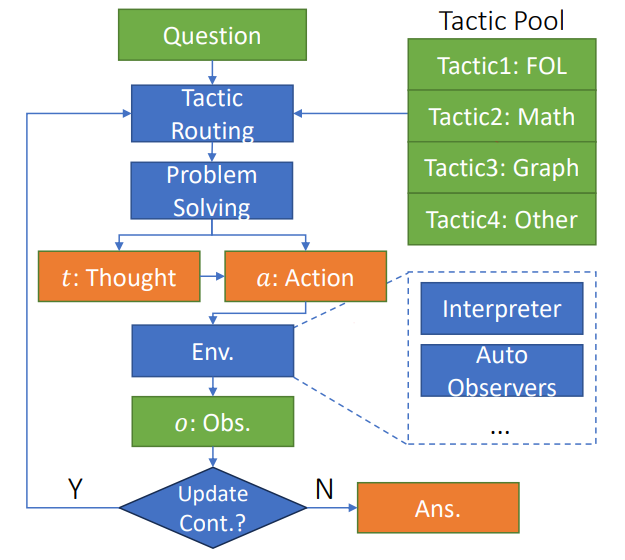 Tactic Pool
Question
Tactic1: FOL
Tactic
Routing
Tactic2: Math
Problem
Solving
Tactic3: Graph
Tactic4: Other
t: Thought
a: Action
Interpreter
Env.
Auto
Observers
...
o: Obs.
Y
Update
Cont.?
N
Ans.